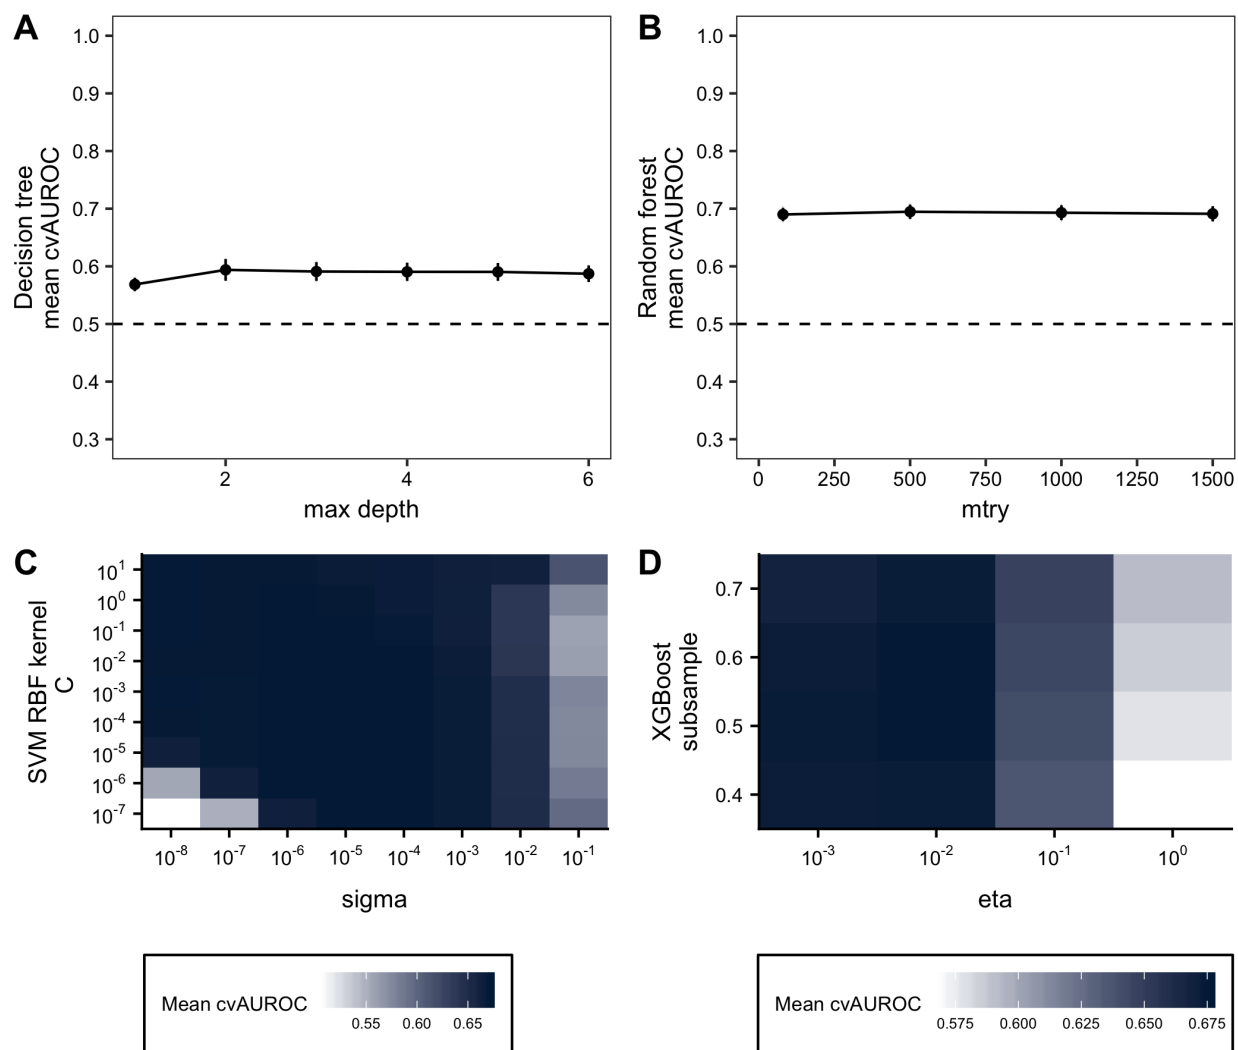 A
1.0
0.9
0.8
0.7
0.6
0.5
0.4
0.3
Decision tree
mean cvAUROC
2 4 6
max depth
B
1.0
0.9
0.8
0.7
0.6
0.5
0.4
0.3
Random forest
mean cvAUROC
0 250 500 750 1000 1250 1500
mtry
C
SVM RBF kernel
C
10¹
10⁰
10⁻¹
10⁻²
10⁻³
10⁻⁴
10⁻⁵
10⁻⁶
10⁻⁷
10⁻⁸ 10⁻⁷ 10⁻⁶ 10⁻⁵ 10⁻⁴ 10⁻³ 10⁻² 10⁻¹
sigma
Mean cvAUROC
0.55 0.60 0.65
D
XGBoost
subsample
0.7
0.6
0.5
0.4
10⁻³ 10⁻² 10⁻¹ 10⁰
eta
Mean cvAUROC
0.575 0.600 0.625 0.650 0.675